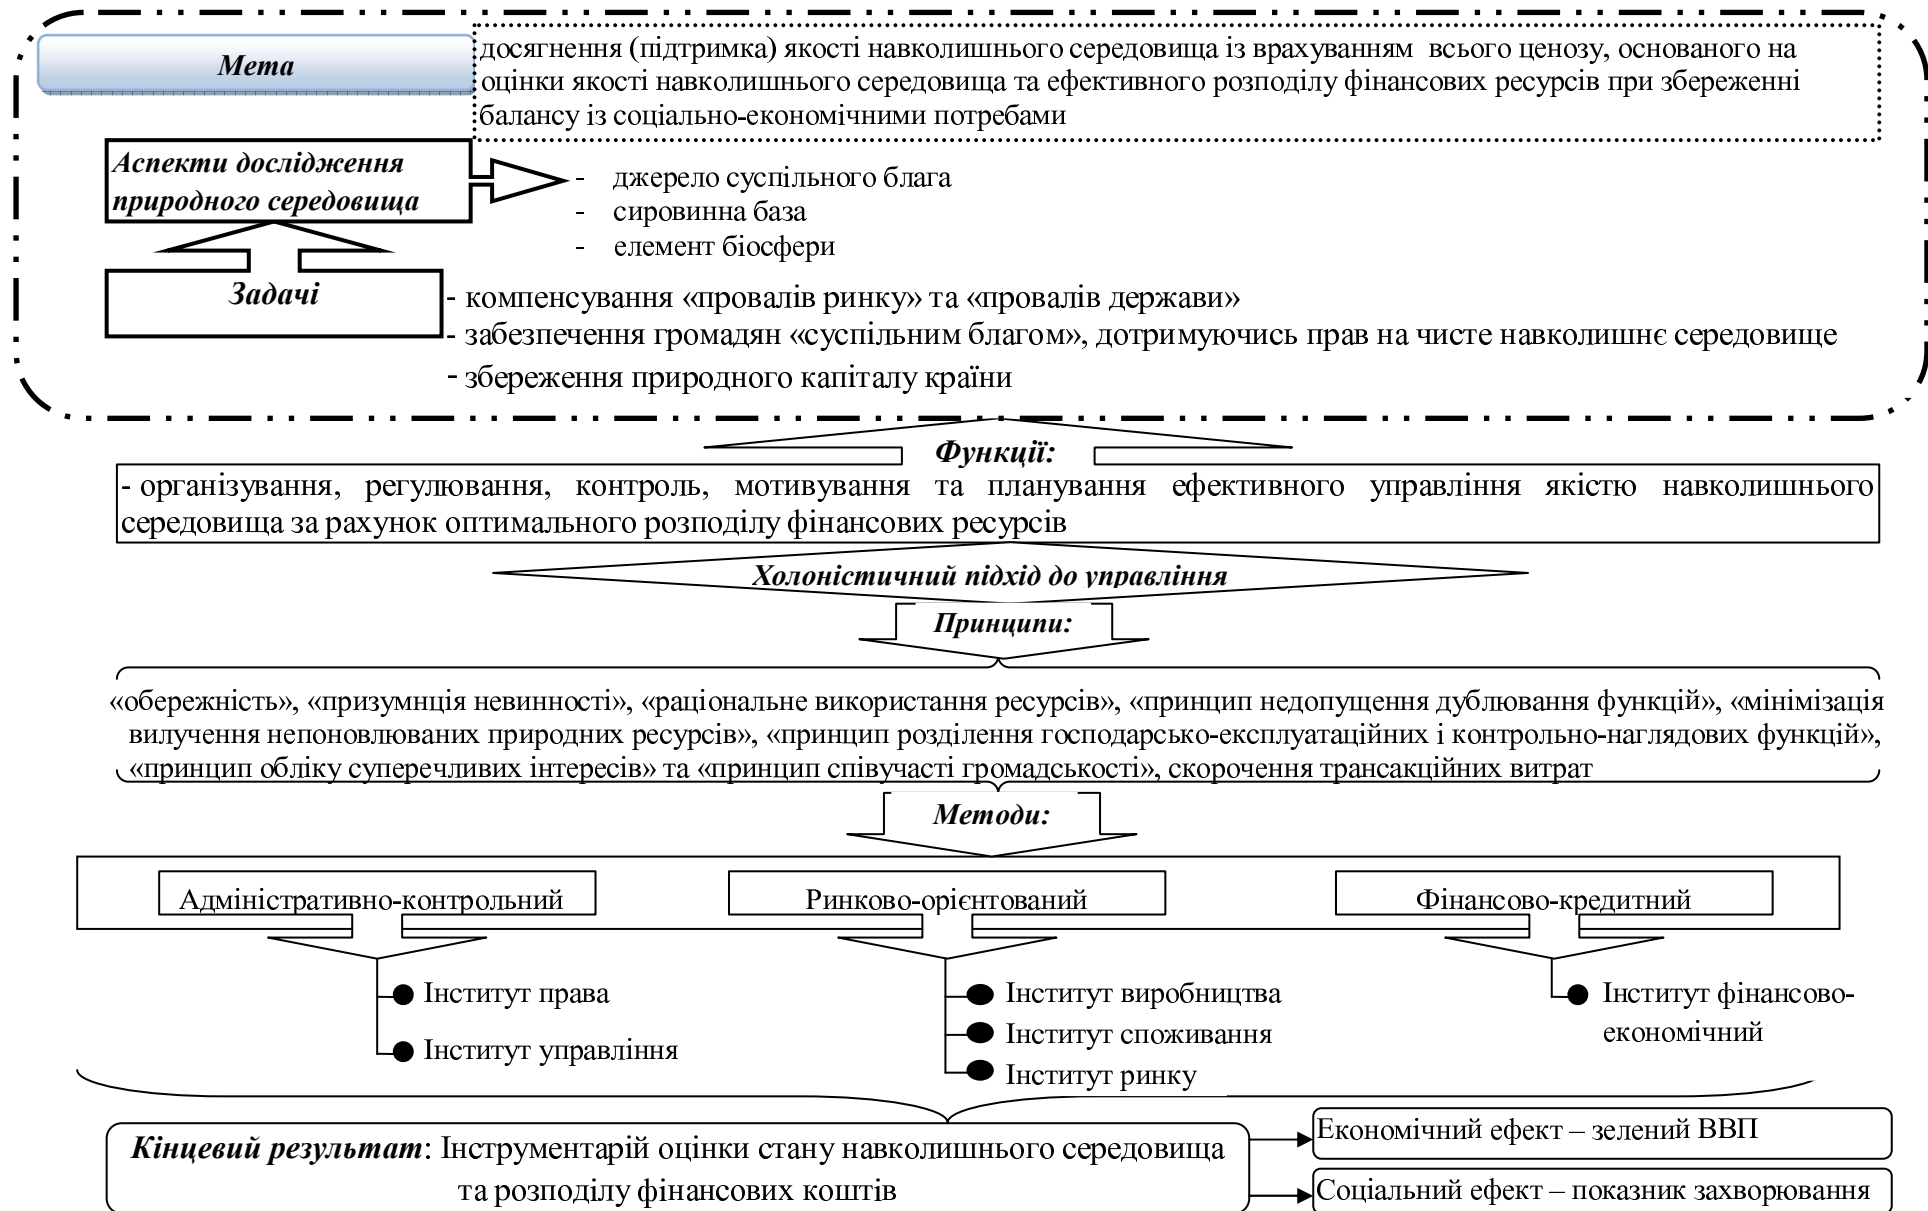 Мета
досягнення (підтримка) якості навколишнього середовища із врахуванням всього ценозу, основаного на
оцінки якості навколишнього середовища та ефективного розподілу фінансових ресурсів при збереженні
балансу із соціально-економічними потребами
Аспекти дослідження
природного середовища
- джерело суспільного блага
- сировинна база
- елемент біосфери
Задачі
- компенсування «провалів ринку» та «провалів держави»
- забезпечення громадян «суспільним благом», дотримуючись прав на чисте навколишнє середовище
- збереження природного капіталу країни
Функції:
- організування, регулювання, контроль, мотивування та планування ефективного управління якістю навколишнього
середовища за рахунок оптимального розподілу фінансових ресурсів
Холоністичний підхід до управління
Принципи:
«обережність», «призумнція невинності», «раціональне використання ресурсів», «принцип недопущення дублювання функцій», «мінімізація
вилучення непоновлюваних природних ресурсів», «принцип розділення господарсько-експлуатаційних і контрольно-наглядових функцій»,
«принцип обліку суперечливих інтересів» та «принцип співучасті громадськості», скорочення трансакційних витрат
Методи:
Адміністративно-контрольний
Ринково-орієнтований
Фінансово-кредитний
Інститут права
Інститут управління
Інститут виробництва
Інститут споживання
Інститут ринку
Інститут фінансово-
економічний
Кінцевий результат: Інструментарій оцінки стану навколишнього середовища
та розподілу фінансових коштів
Економічний ефект – зелений ВВП
Соціальний ефект – показник захворювання